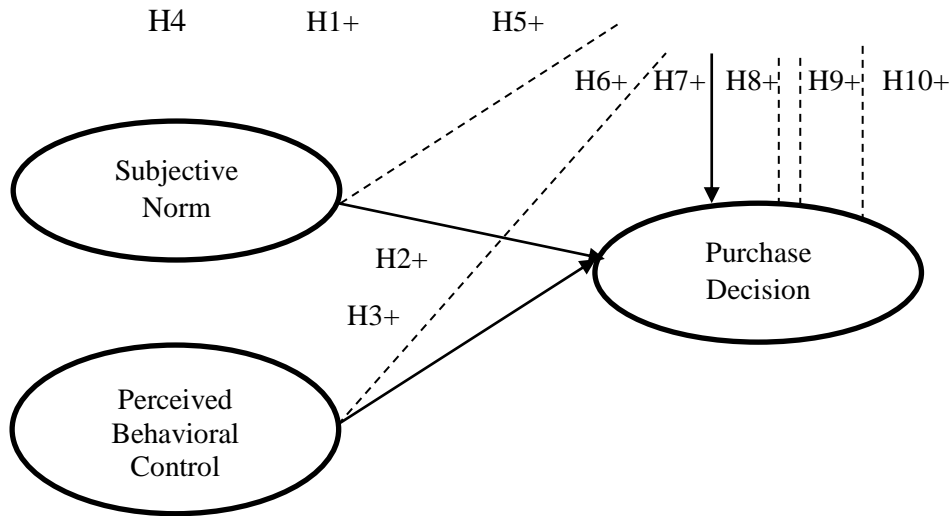 H4 H1+ H5+
H6+ H7+ H8+ H9+ H10+
Subjective
Norm
H2+
Purchase
Decision
H3+
Perceived
Behavioral
Control